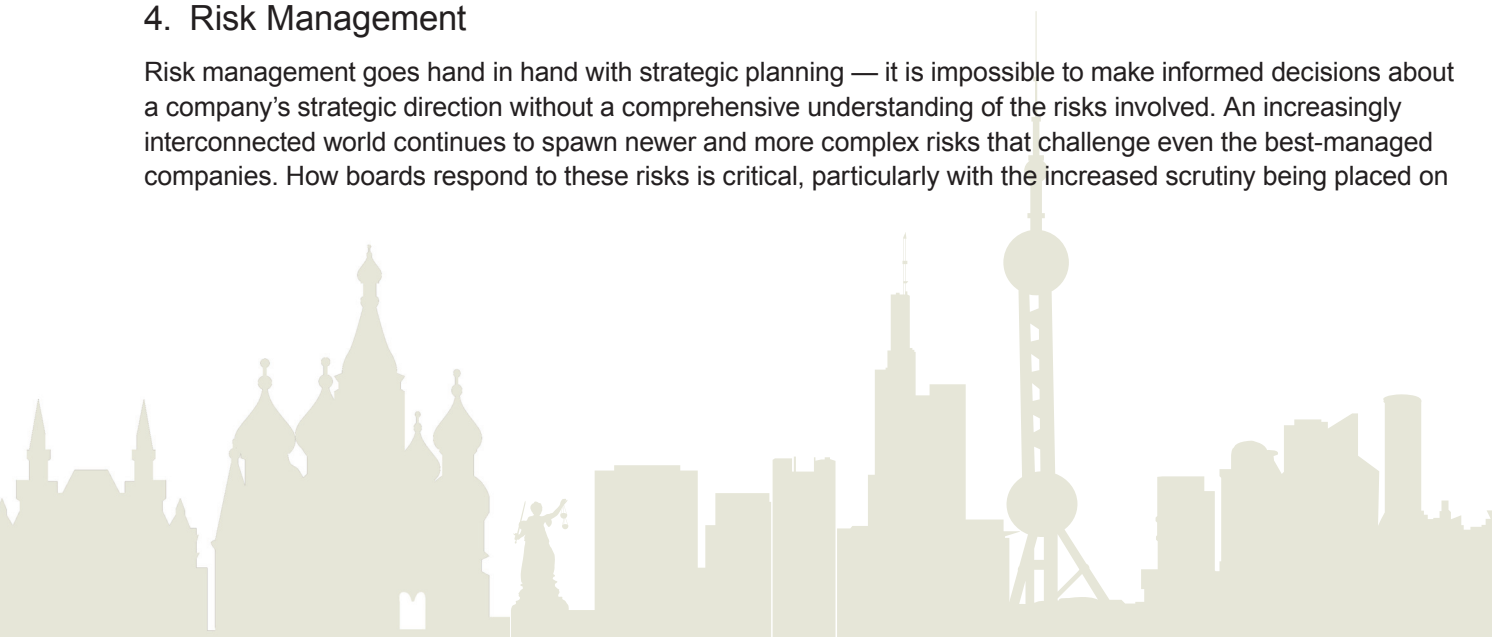 4. Risk Management
Risk management goes hand in hand with strategic planning — it is impossible to make informed decisions about
a company’s strategic direction without a comprehensive understanding of the risks involved. An increasingly
interconnected world continues to spawn newer and more complex risks that challenge even the best-managed
companies. How boards respond to these risks is critical, particularly with the increased scrutiny being placed on